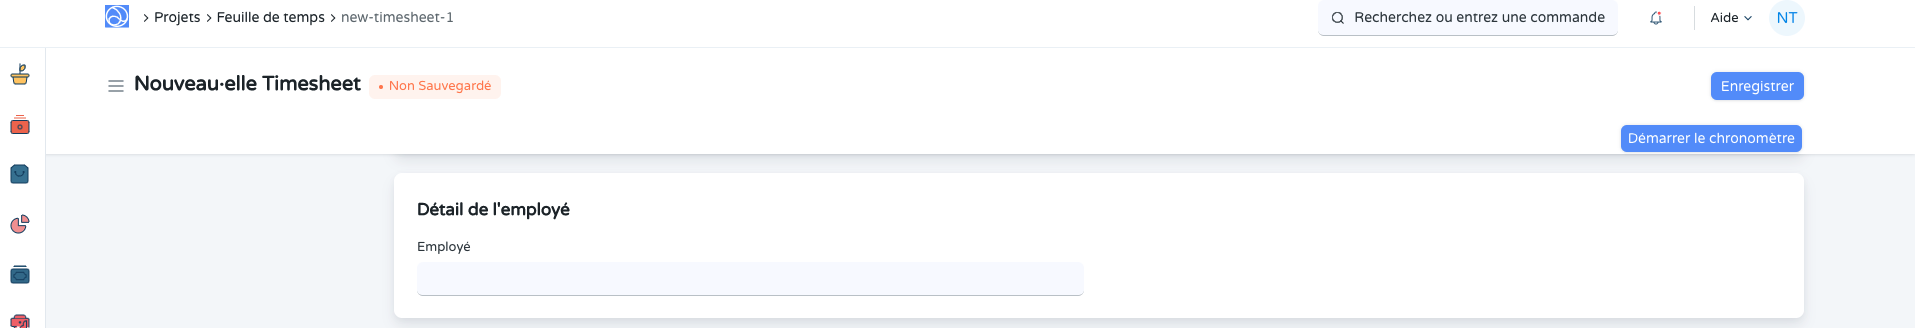 Projets Feuille de temps new-timesheet-1
Recherchez ou entrez une commande
Aide
NT
Nouveau·elle Timesheet
Non Sauvegardé
Enregistrer
Démarrer le chronomètre
Détail de l'employé
Employé